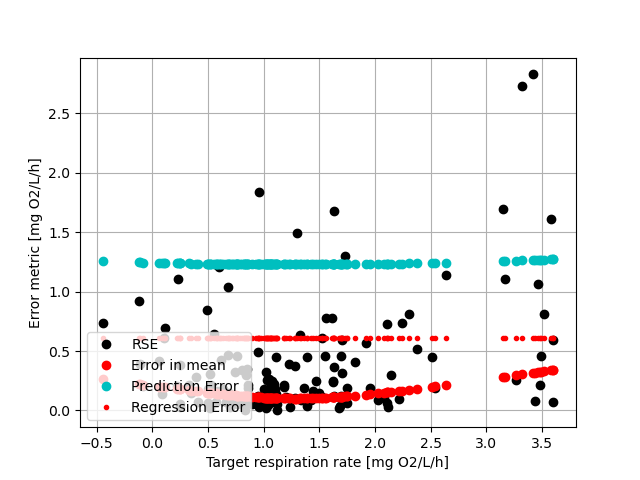 Error metric [mg O2/L/h]
2.5
2.0
1.5
1.0
0.5
0.0
RSE
Error in mean
Prediction Error
Regression Error
−0.5 0.0 0.5 1.0 1.5 2.0 2.5 3.0 3.5
Target respiration rate [mg O2/L/h]